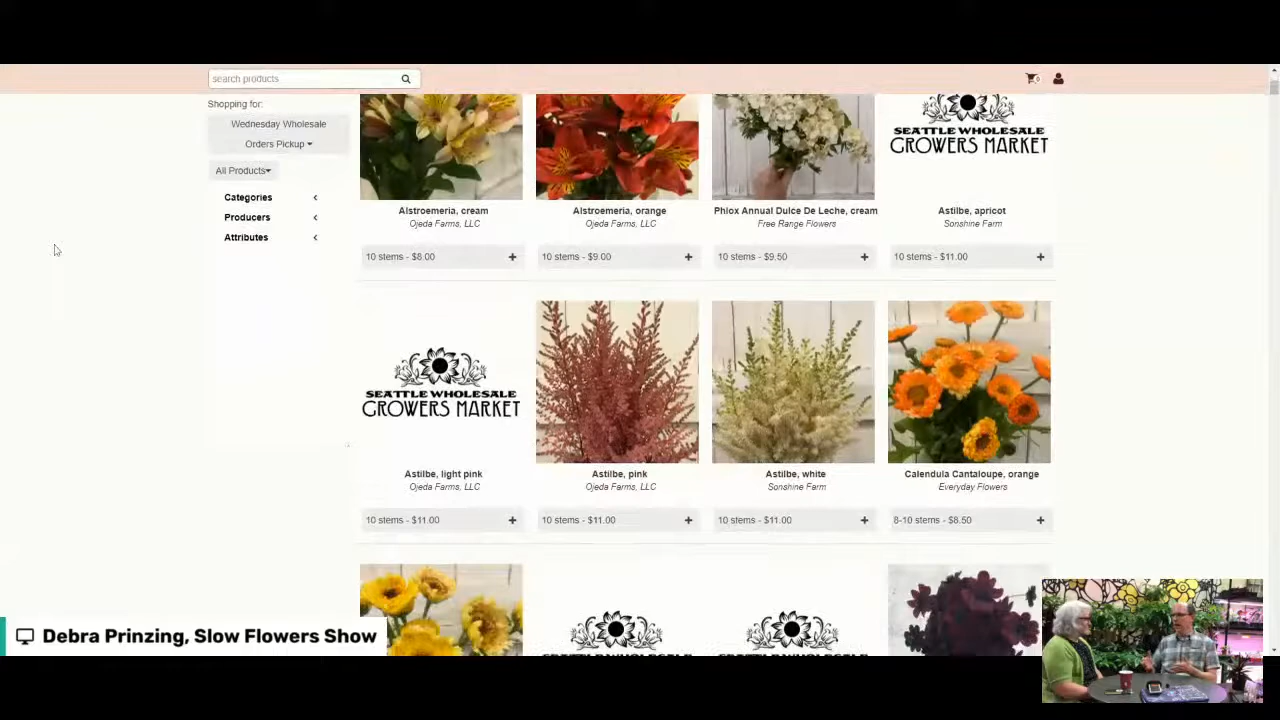 search products
0
Shopping for:
Wednesday Wholesale
Orders Pickup
All Products
Categories
Producers
Attributes
SEATTLE WHOLESALE
GROWERS MARKET
Alstroemeria, cream
Ojeda Farms, LLC
10 stems - $8.00
Alstroemeria, orange
Ojeda Farms, LLC
10 stems - $9.00
Phlox Annual Dulce De Leche, cream
Free Range Flowers
10 stems - $9.50
Astilbe, apricot
Sonshine Farm
10 stems - $11.00
SEATTLE WHOLESALE
GROWERS MARKET
Astilbe, light pink
Ojeda Farms, LLC
10 stems - $11.00
Astilbe, pink
Ojeda Farms, LLC
10 stems - $11.00
Astilbe, white
Sonshine Farm
10 stems - $11.00
Calendula Cantaloupe, orange
Everyday Flowers
8-10 stems - $8.50
SEATTLE WHOLESALE
SEATTLE WHOLESALE
Debra Prinzing, Slow Flowers Show